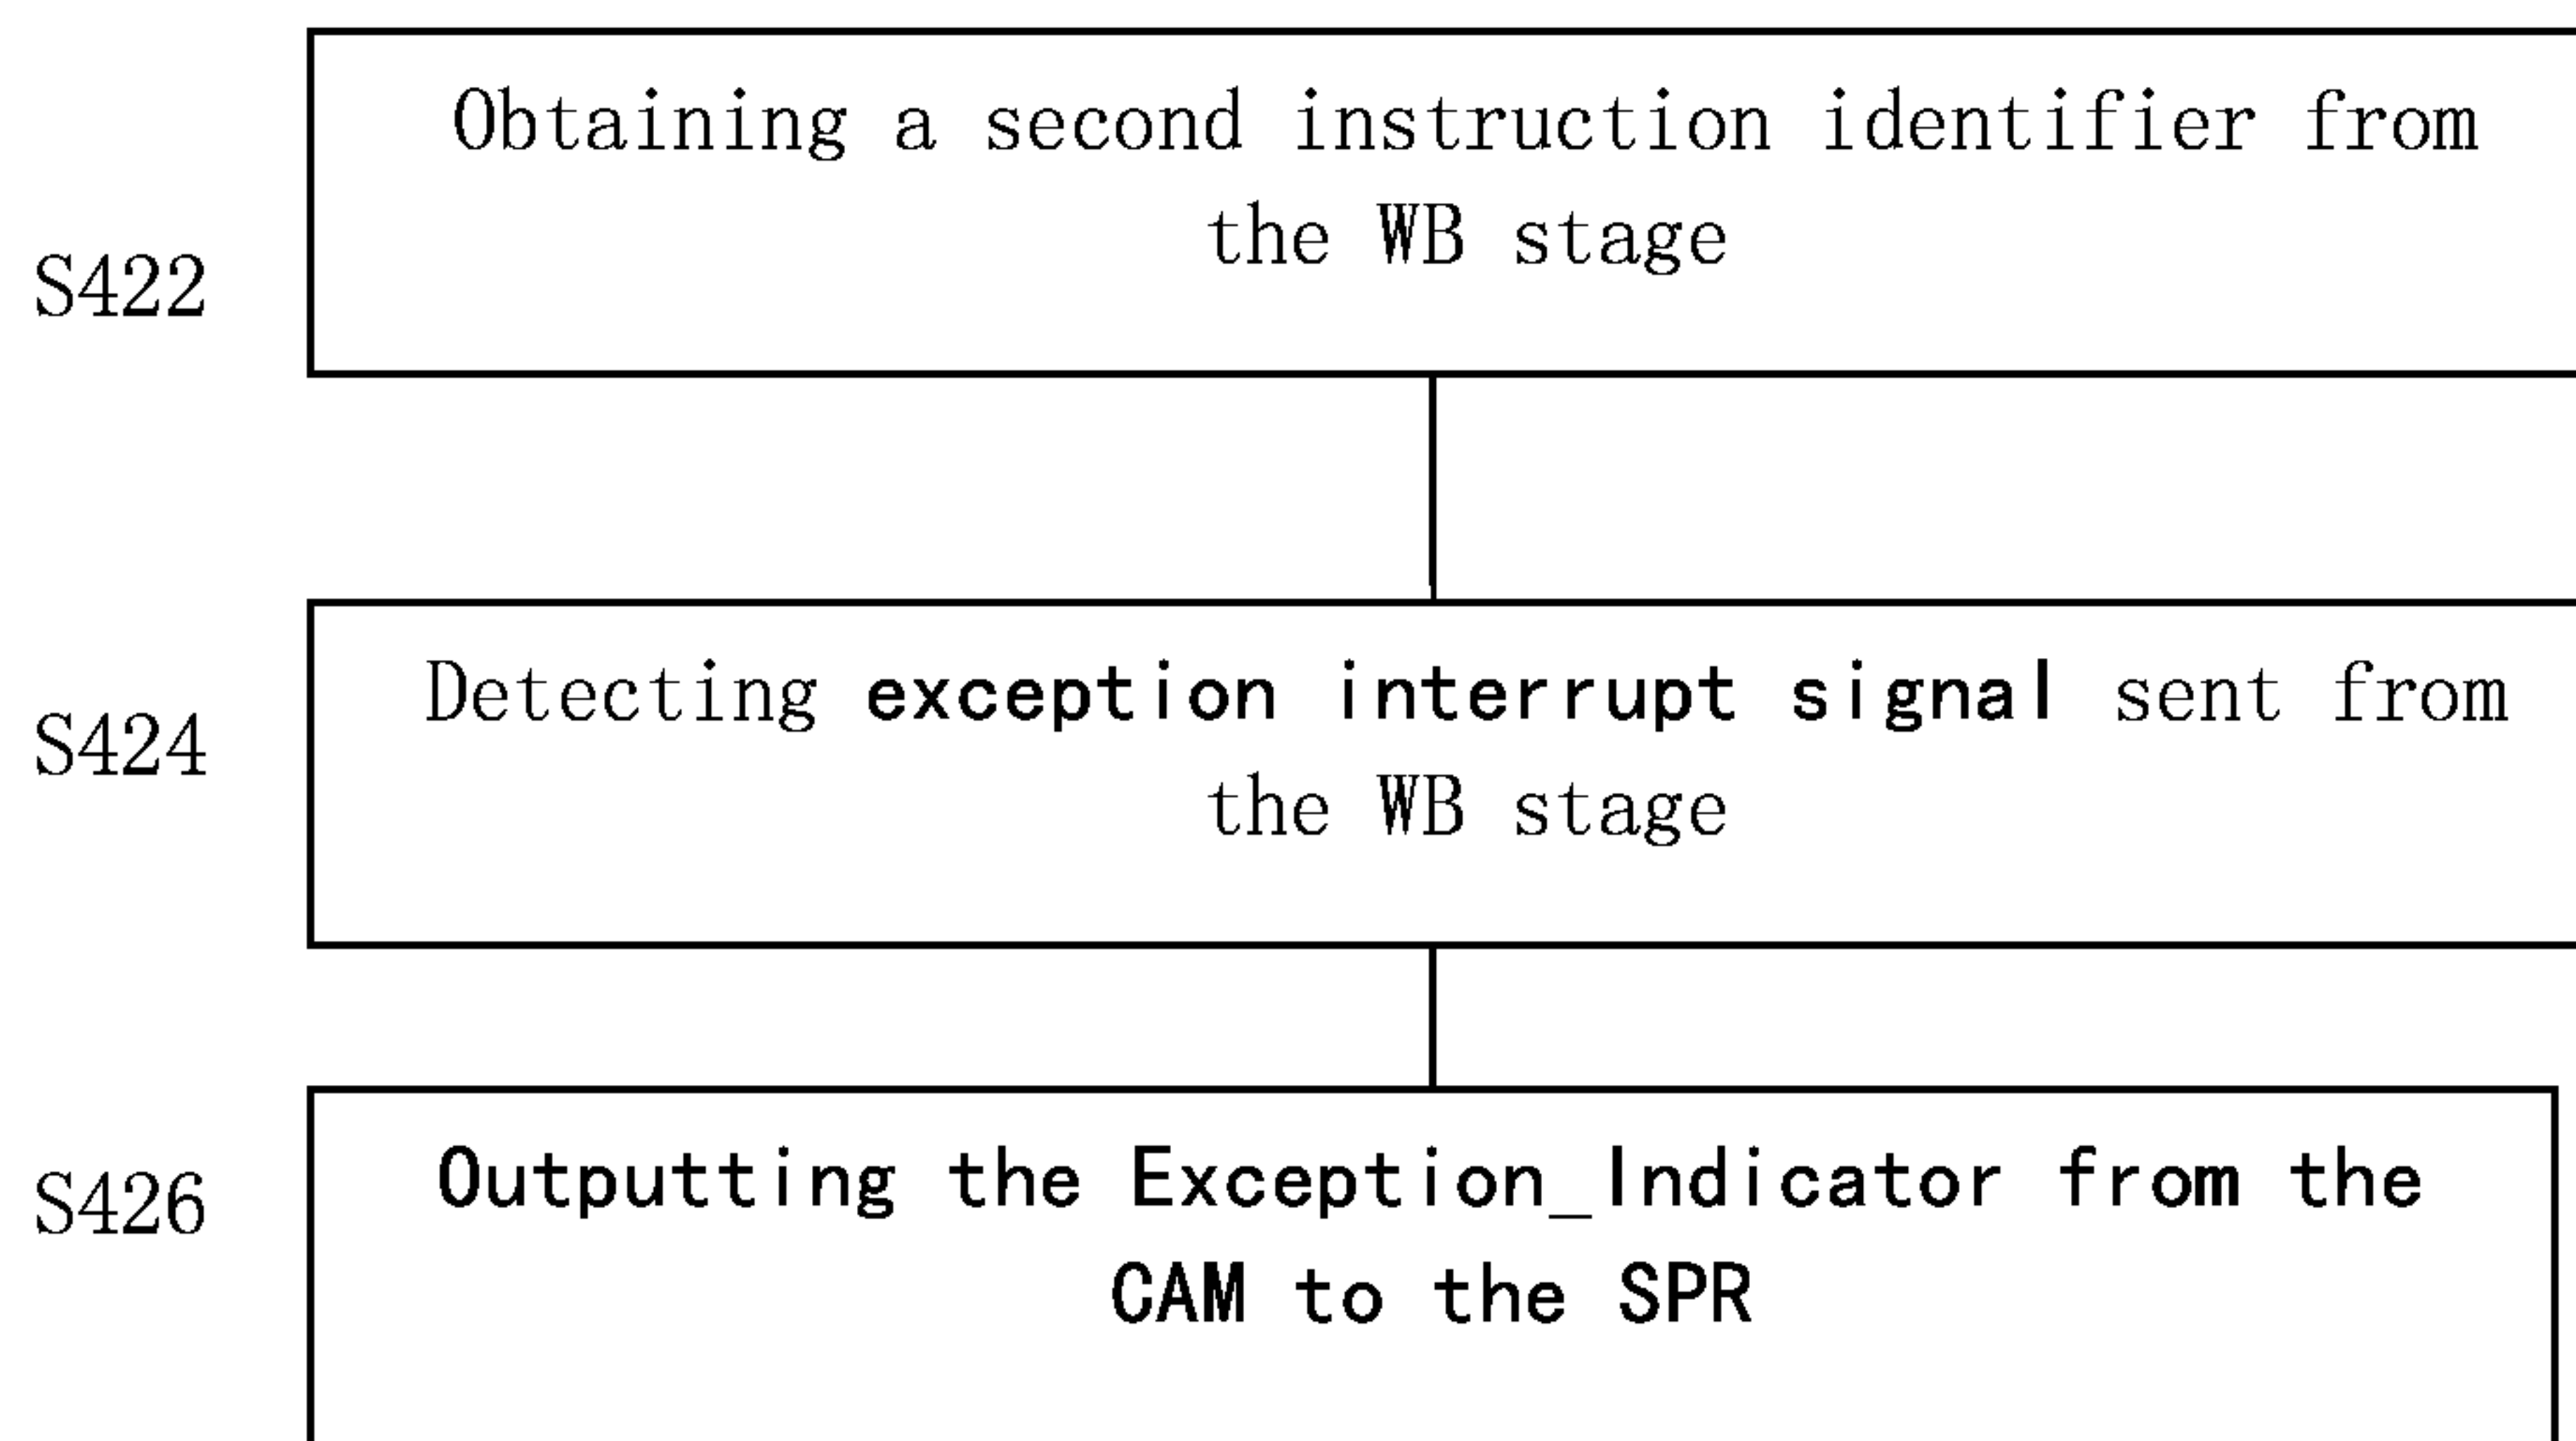 Obtaining a second instruction identifier from
the WB stage
S422
Detecting exception interrupt signal sent from
the WB stage
S424
Outputting the Exception_Indicator from the
CAM to the SPR
S426